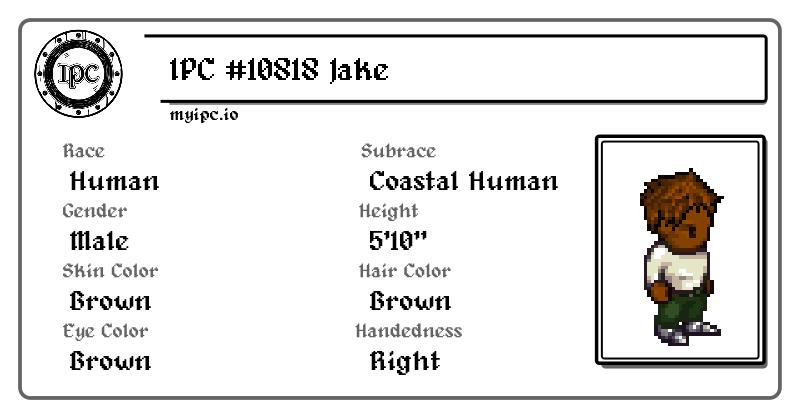 IPC
IPC #10818 Jake
myipc.io
Race
Subrace
Human
Coastal Human
Gender
Height
Male
5'10"
Skin Color
Hair Color
Brown
Brown
Eye Color
Handedness
Brown
Right